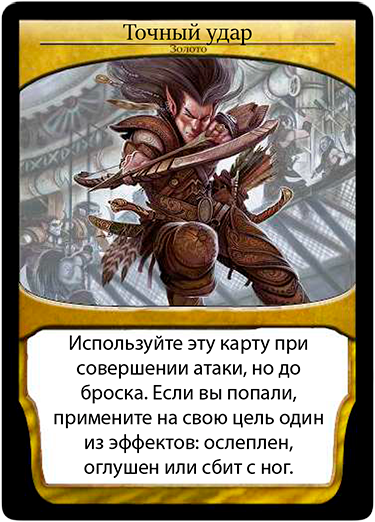 Точный удар
Золото
Используйте эту карту при
совершении атаки, но до
броска. Если вы попали,
примените на свою цель один
из эффектов: ослеплен,
оглушен или сбит с ног.